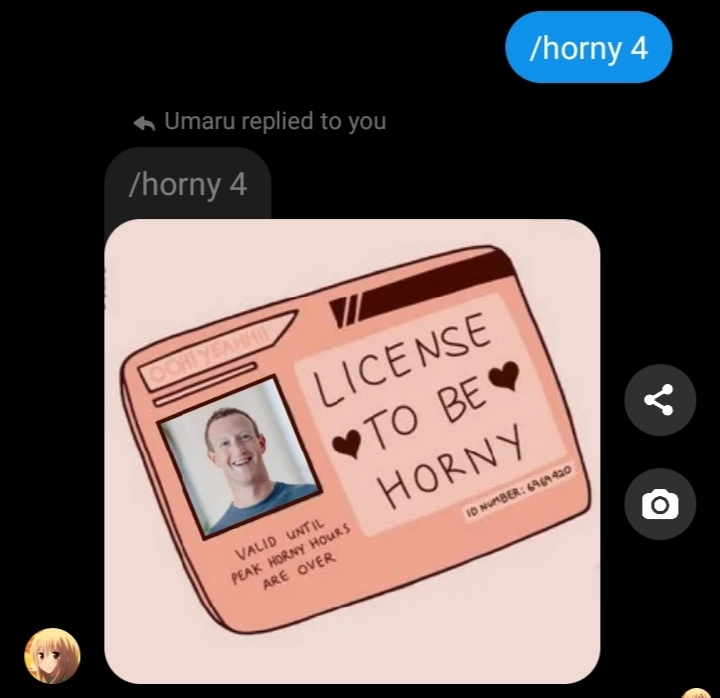 /horny 4
Umaru replied to you
/horny 4
OOH! YEAHH!!
LICENSE
TO BE
HORNY
ID NUMBER: 6969420
VALID UNTIL
PEAK HORNY HOURS
ARE OVER